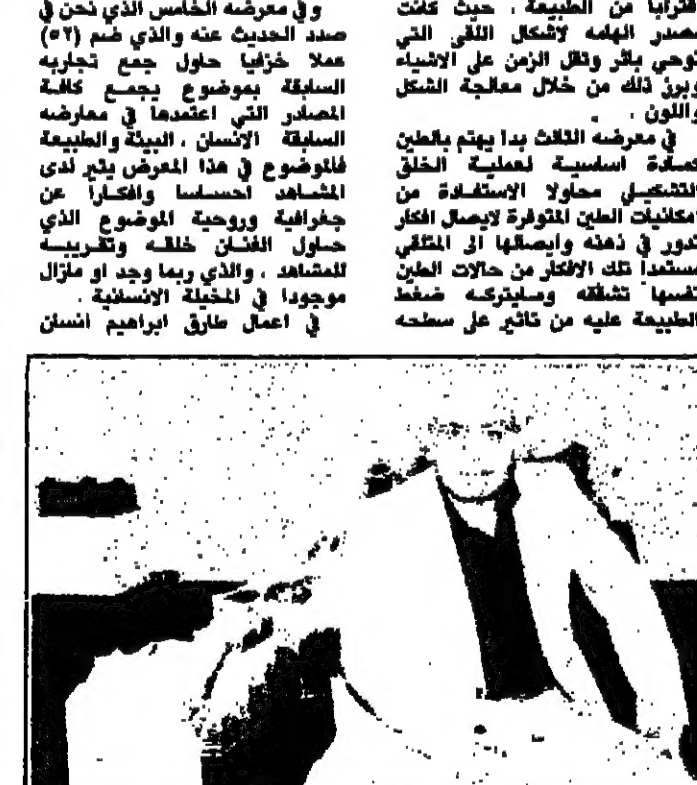 اقترابا من الطبيعة ، حيث كانت
مصدر الهامه لاشكال اللقى التي
توحي باثر وثقل الزمن على الاشياء
وبرز ذلك من خلال معالجة الشكل
واللون .
في معرضه الثالث بدا يهتم بالطين
كمادة اساسية لعملية الخلق
التشكيلي محاولا الاستفادة من
امكانيات الطين المتوفرة لايصال افكار
تدور في ذهنه وايصالها الى المتلقي
مستمدا تلك الافكار من حالات الطين
نفسها تشققه ومايتركه ضغط
الطبيعة عليه من تاثير على سطحه
وفي معرضه الخامس الذي نحن في
صدد الحديث عنه والذي ضم (٥٢)
عملا خزفيا حاول جمع تجاربه
السابقة بموضوع يجمع كافة
المصادر التي اعتمدها في معارضه
السابقة الانسان ، البيئة والطبيعة
فالموضوع في هذا المعرض يثير لدى
المشاهد احساسا وافكارا عن
جغرافية وروحية الموضوع الذي
حاول الفنان خلقه وتقريبه
للمشاهد ، والذي ربما وجد او مازال
موجودا في المخيلة الانسانية .
في اعمال طارق ابراهيم انسان